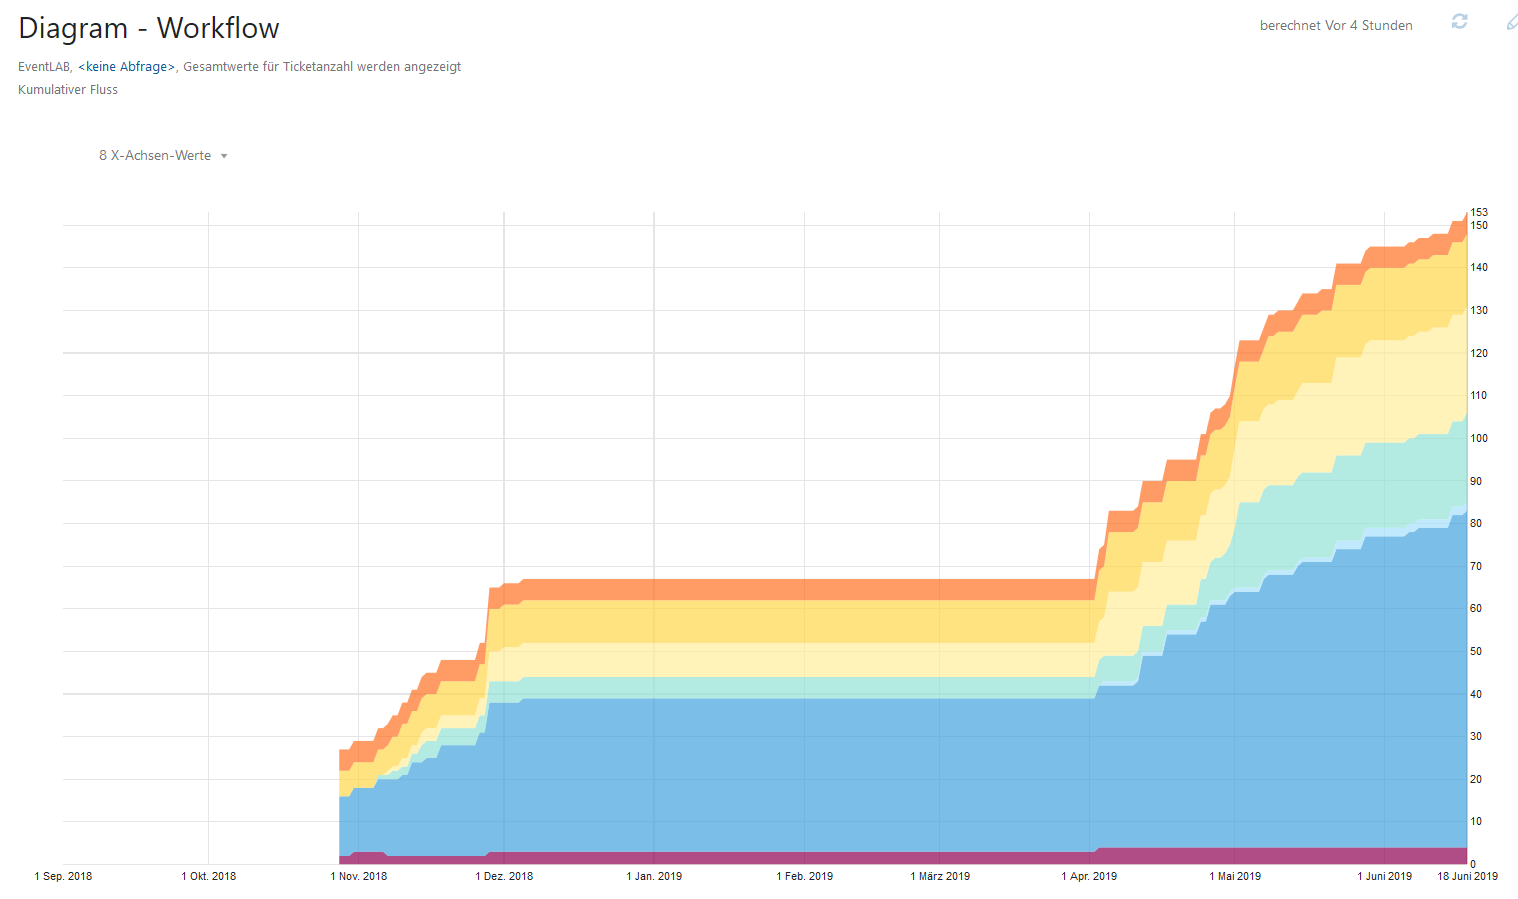 Diagram - Workflow
berechnet Vor 4 Stunden
EventLAB, <keine Abfrage>, Gesamtwerte für Ticketanzahl werden angezeigt
Kumulativer Fluss
8 X-Achsen-Werte
153
150
140
130
120
110
100
90
80
70
60
50
40
30
20
10
0
1 Sep. 2018
1 Okt. 2018
1 Nov. 2018
1 Dez. 2018
1 Jan. 2019
1 Feb. 2019
1 März 2019
1 Apr. 2019
1 Mai 2019
1 Juni 2019
18 Juni 2019